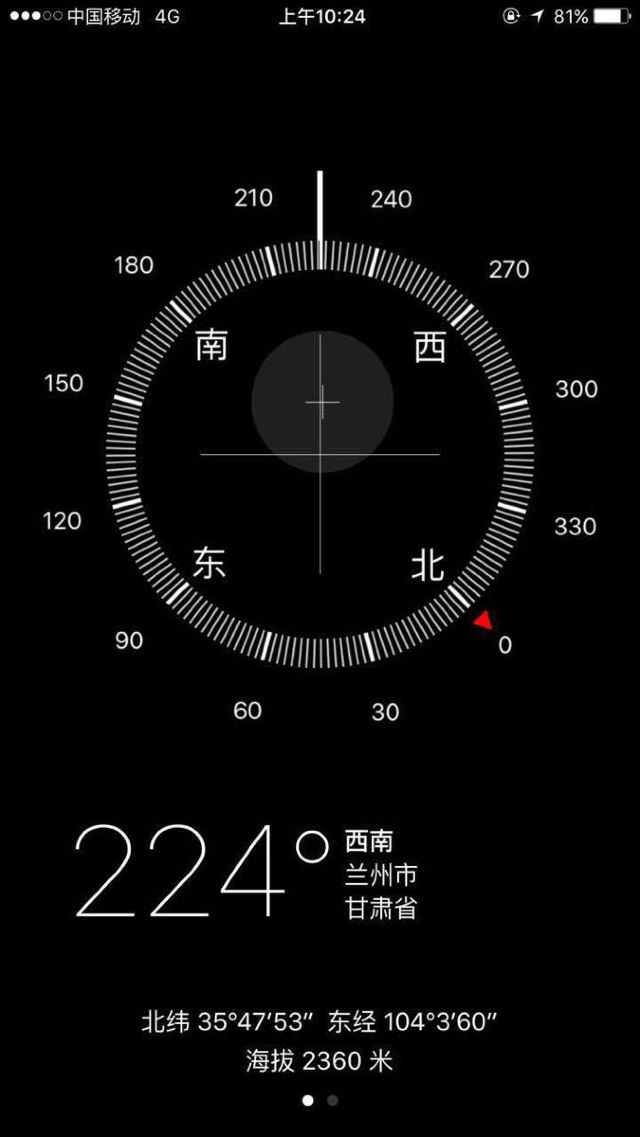 中国移动 4G 上午10:24 81%
210 240
180 270
南 西
150 300
120 330
东 北
90 0
60 30
224° 西南
兰州市
甘肃省
北纬 35°47′53″ 东经 104°3′60″
海拔 2360 米